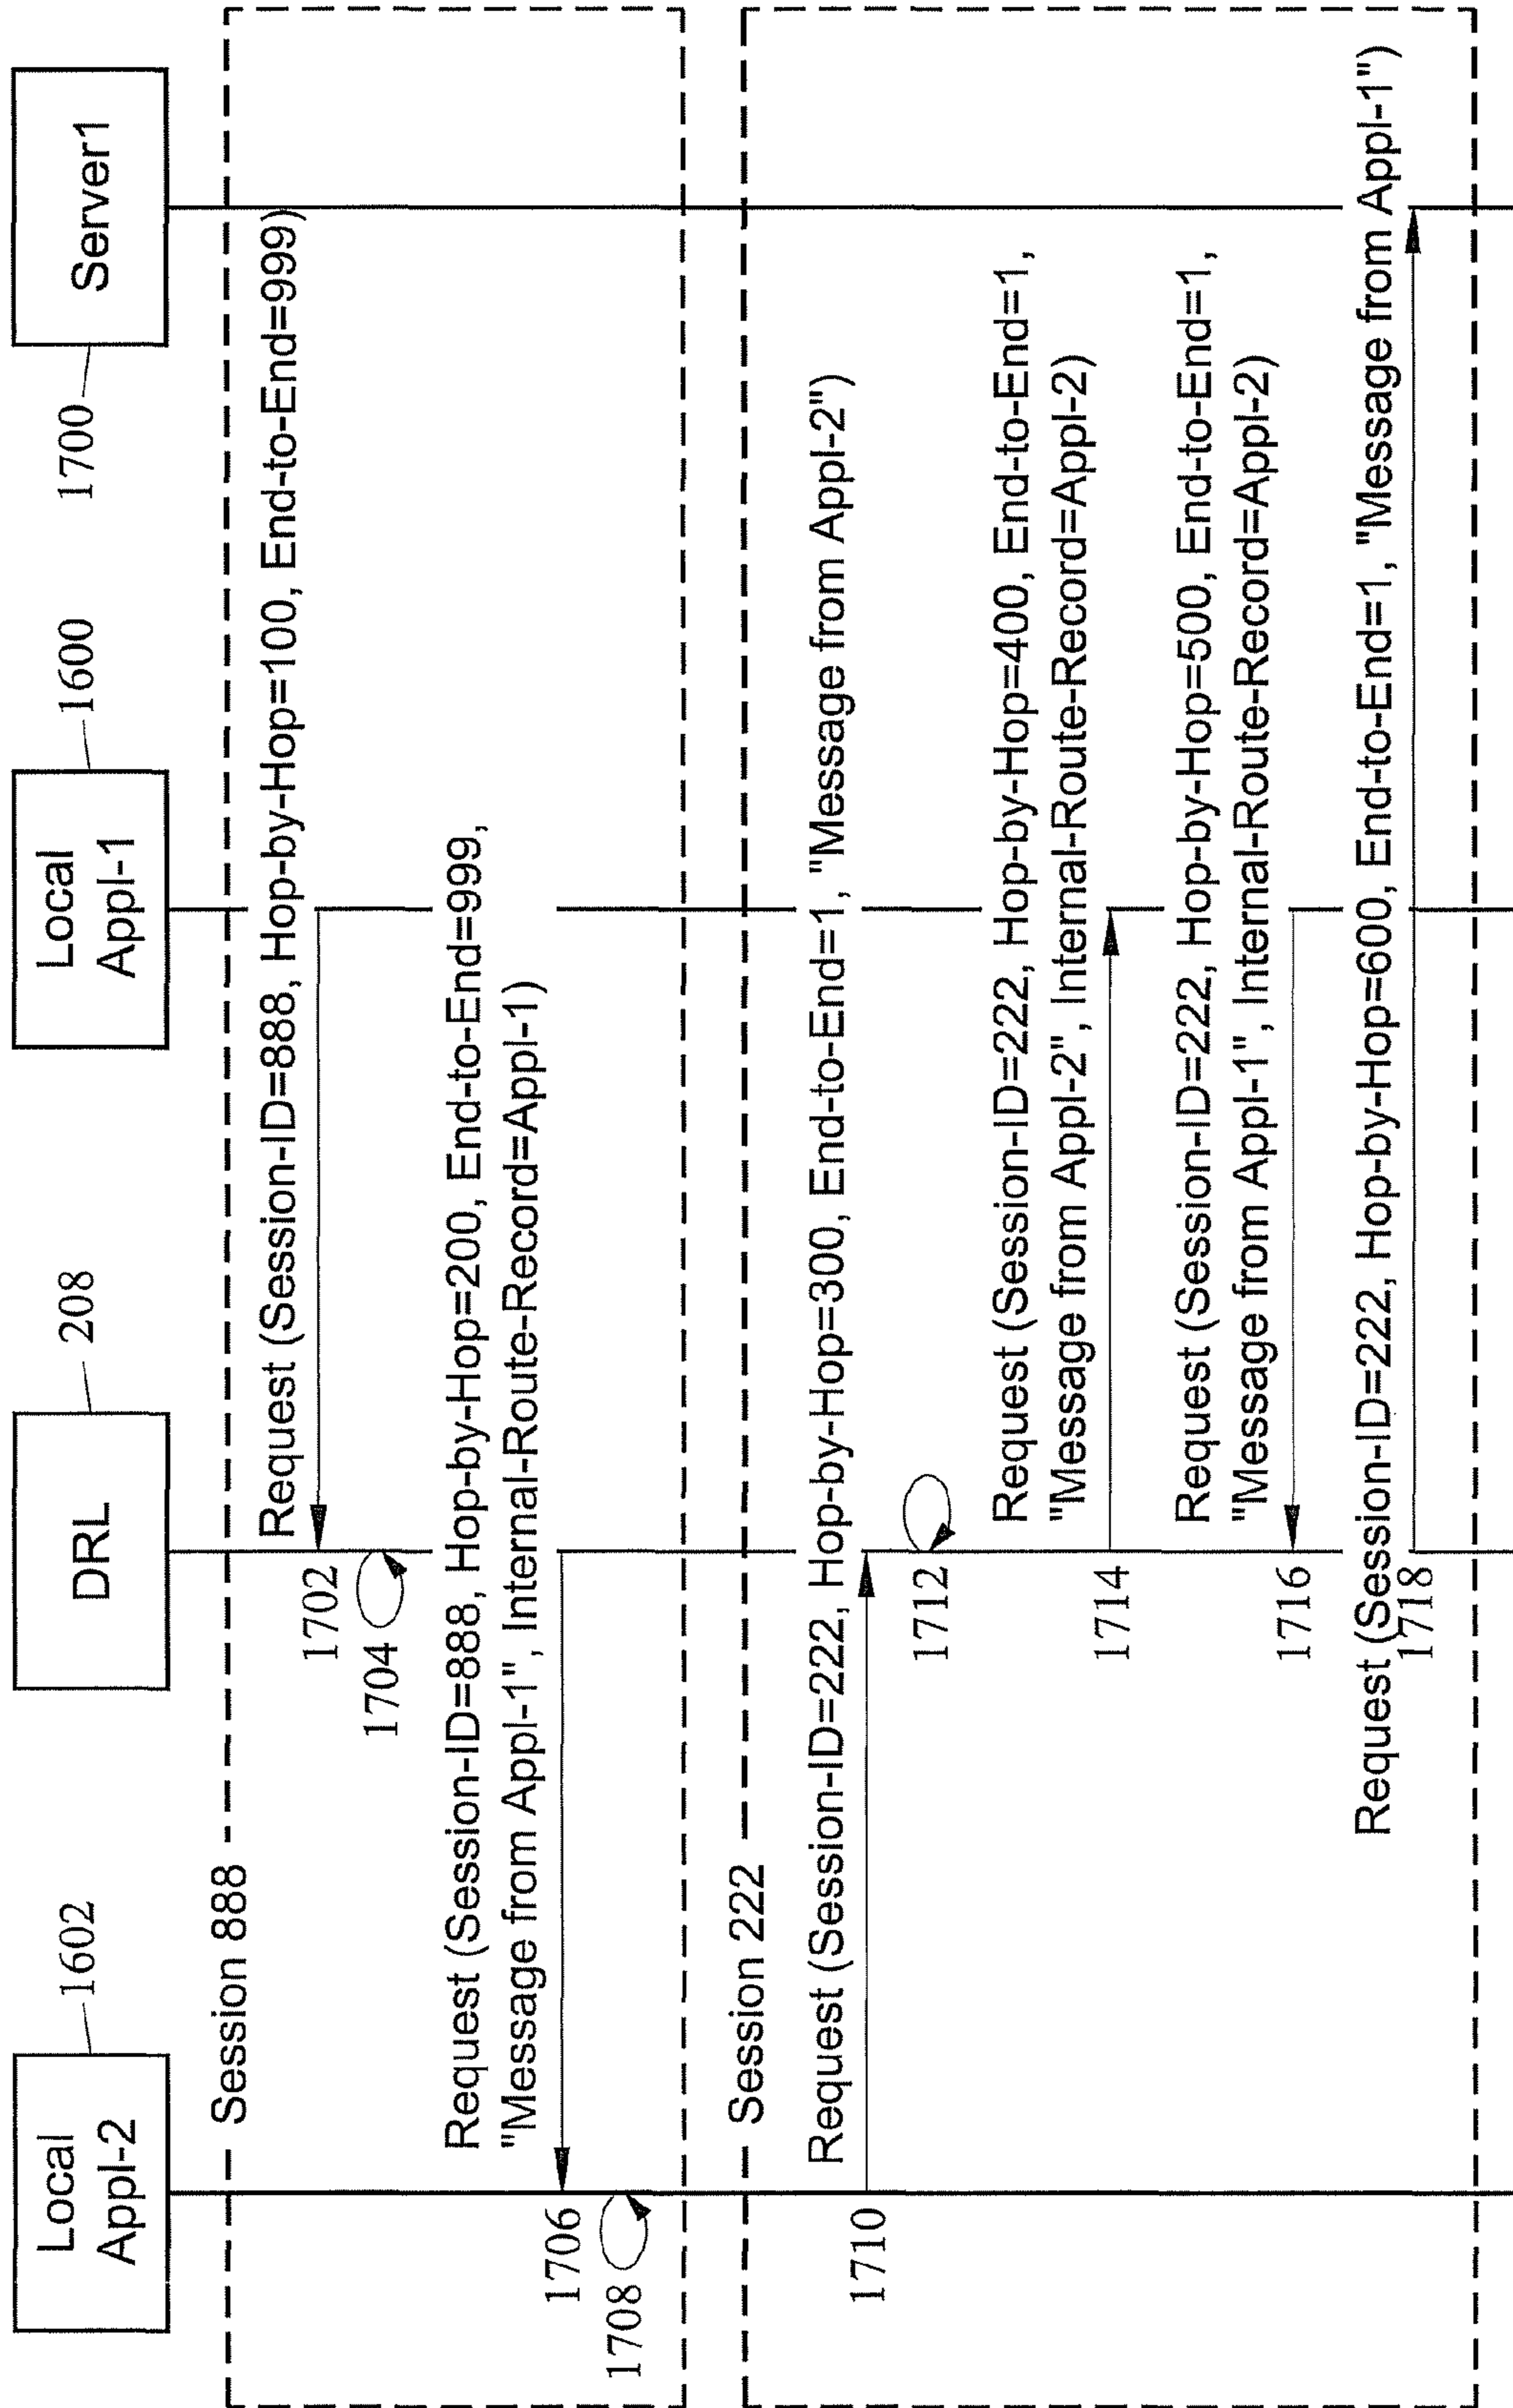 Local
Appl-2
1602
DRL
208
Local
Appl-1
1600
Server1
1700
Session 888
Request (Session-ID=888, Hop-by-Hop=100, End-to-End=999)
1702
1704
Request (Session-ID=888, Hop-by-Hop=200, End-to-End=999,
"Message from Appl-1", Internal-Route-Record=Appl-1)
1706
1708
Session 222
Request (Session-ID=222, Hop-by-Hop=300, End-to-End=1, "Message from Appl-2")
1710
1712
Request (Session-ID=222, Hop-by-Hop=400, End-to-End=1,
"Message from Appl-2", Internal-Route-Record=Appl-2)
1714
Request (Session-ID=222, Hop-by-Hop=500, End-to-End=1,
"Message from Appl-1", Internal-Route-Record=Appl-2)
1716
Request (Session-ID=222, Hop-by-Hop=600, End-to-End=1, "Message from Appl-1")
1718